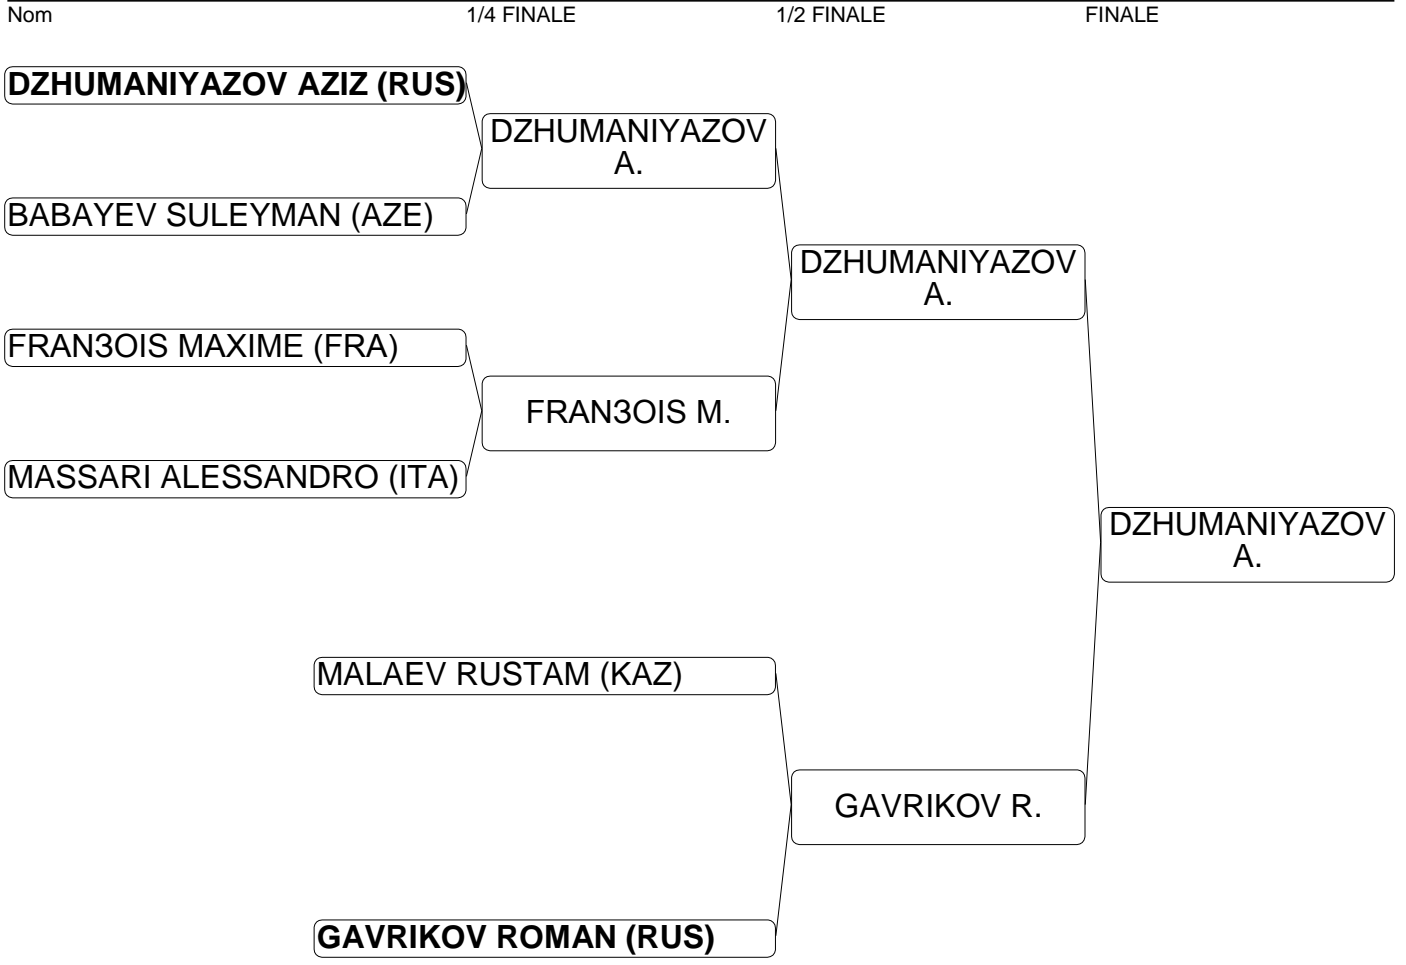 Nom 1/4 FINALE 1/2 FINALE FINALE
DZHUMANIYAZOV AZIZ (RUS)
DZHUMANIYAZOV
A.
BABAYEV SULEYMAN (AZE)
DZHUMANIYAZOV
A.
FRAN3OIS MAXIME (FRA)
FRAN3OIS M.
MASSARI ALESSANDRO (ITA)
DZHUMANIYAZOV
A.
MALAEV RUSTAM (KAZ)
GAVRIKOV R.
GAVRIKOV ROMAN (RUS)